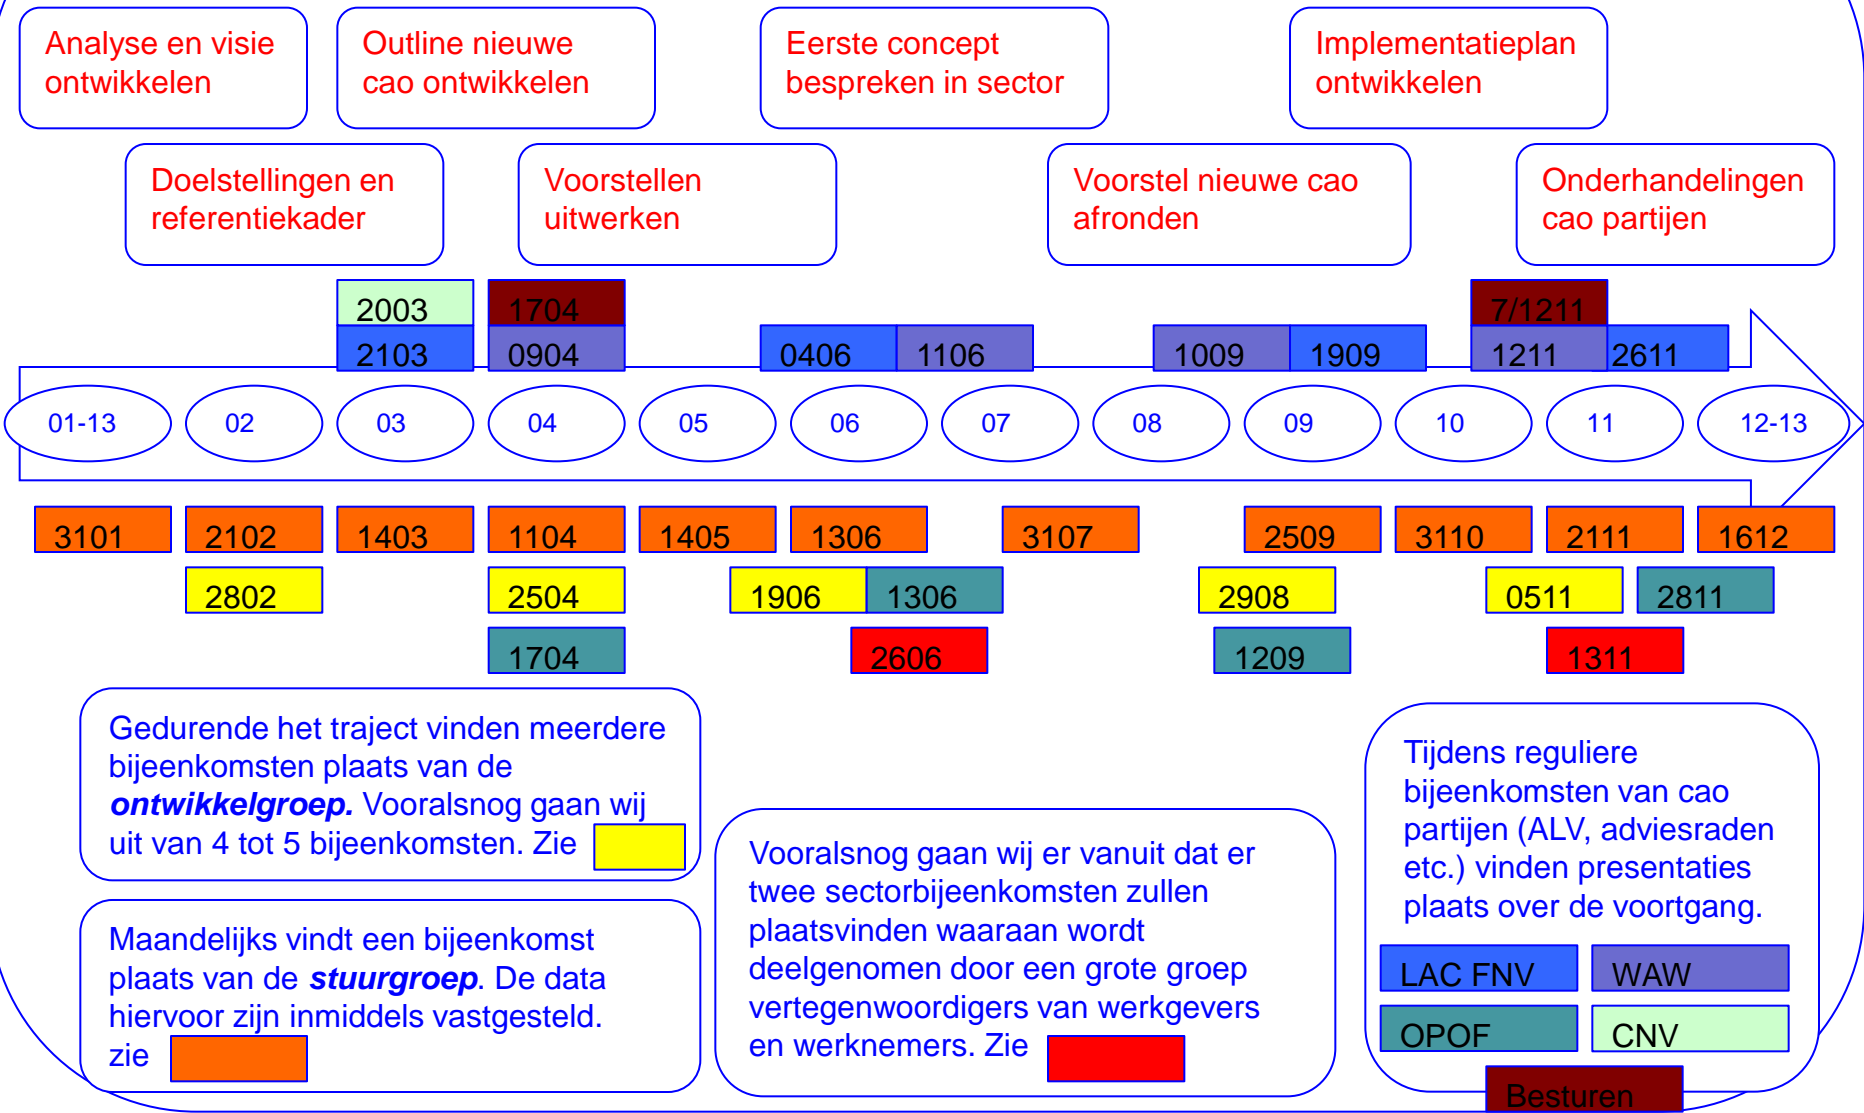 Analyse en visie
ontwikkelen
Outline nieuwe
cao ontwikkelen
Eerste concept
bespreken in sector
Implementatieplan
ontwikkelen
Doelstellingen en
referentiekader
Voorstellen
uitwerken
Voorstel nieuwe cao
afronden
Onderhandelingen
cao partijen
2003
1704
7/1211
2103
0904
0406
1106
1009
1909
1211
2611
01-13
02
03
04
05
06
07
08
09
10
11
12-13
3101
2102
1403
1104
1405
1306
3107
2509
3110
2111
1612
2802
2504
1906
1306
2908
0511
2811
1704
2606
1209
1311
Gedurende het traject vinden meerdere
bijeenkomsten plaats van de
ontwikkelgroep. Vooralsnog gaan wij
uit van 4 tot 5 bijeenkomsten. Zie
Maandelijks vindt een bijeenkomst
plaats van de stuurgroep. De data
hiervoor zijn inmiddels vastgesteld.
zie
Vooralsnog gaan wij er vanuit dat er
twee sectorbijeenkomsten zullen
plaatsvinden waaraan wordt
deelgenomen door een grote groep
vertegenwoordigers van werkgevers
en werknemers. Zie
Tijdens reguliere
bijeenkomsten van cao
partijen (ALV, adviesraden
etc.) vinden presentaties
plaats over de voortgang.
LAC FNV
WAW
OPOF
CNV
Besturen